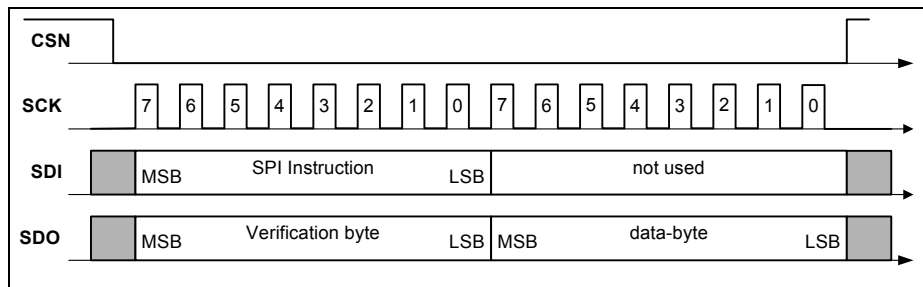 CSN
SCK 7 6 5 4 3 2 1 0 7 6 5 4 3 2 1 0
SDI MSB SPI Instruction LSB not used
SDO MSB Verification byte LSB MSB data-byte LSB